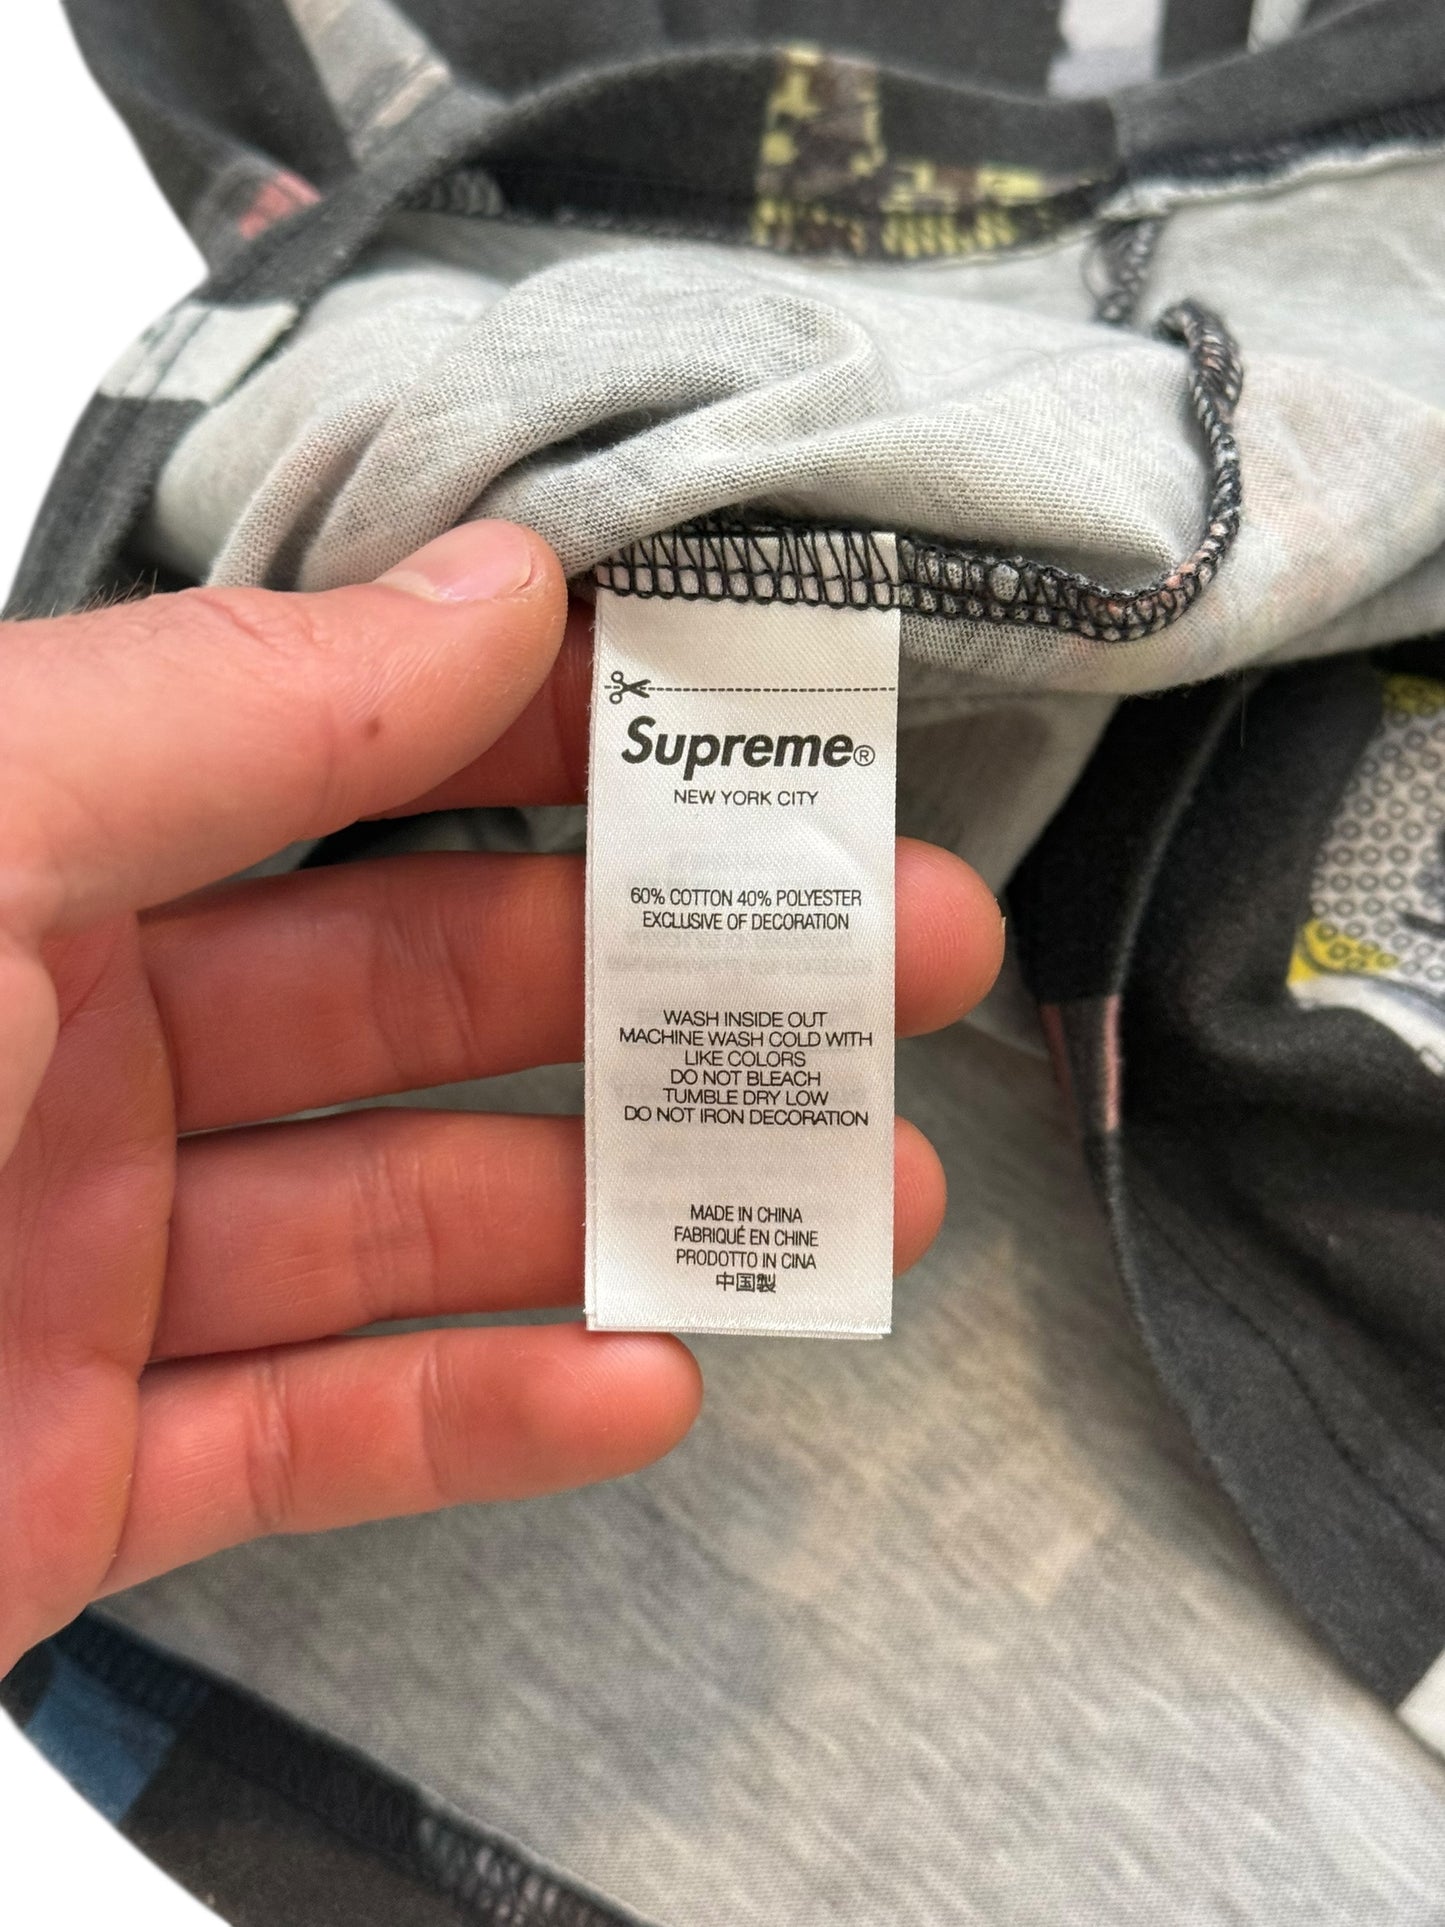 Supreme®
NEW YORK CITY
60% COTTON 40% POLYESTER
EXCLUSIVE OF DECORATION
WASH INSIDE OUT
MACHINE WASH COLD WITH
LIKE COLORS
DO NOT BLEACH
TUMBLE DRY LOW
DO NOT IRON DECORATION
MADE IN CHINA
FABRIQUÉ EN CHINE
PRODOTTO IN CINA
中国製